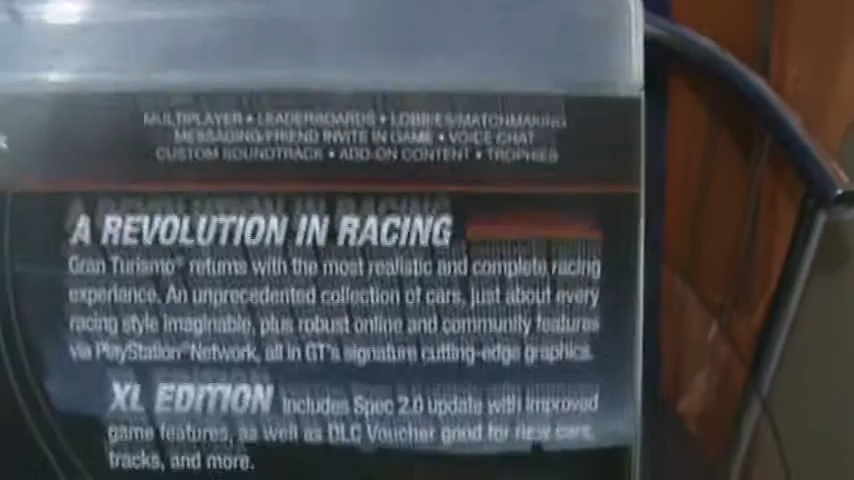 MULTIPLAYER • LEADERBOARDS • LOBBIES/MATCHMAKING
MESSAGING/FRIEND INVITE IN GAME • VOICE CHAT
CUSTOM SOUNDTRACK • ADD-ON CONTENT • TROPHIES
A REVOLUTION IN RACING
Gran Turismo® returns with the most realistic and complete racing
experience. An unprecedented collection of cars, just about every
racing style imaginable, plus robust online and community features
via PlayStation®Network, all in GT's signature cutting-edge graphics.
XL EDITION Includes Spec 2.0 update with improved
game features, as well as DLC Voucher good for new cars,
tracks, and more.